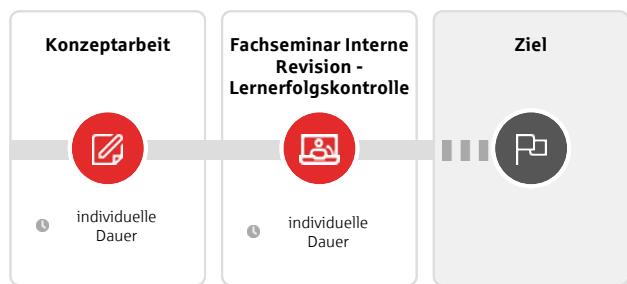 Konzeptarbeit
individuelle
Dauer
Fachseminar Interne
Revision -
Lernerfolgskontrolle
individuelle
Dauer
Ziel